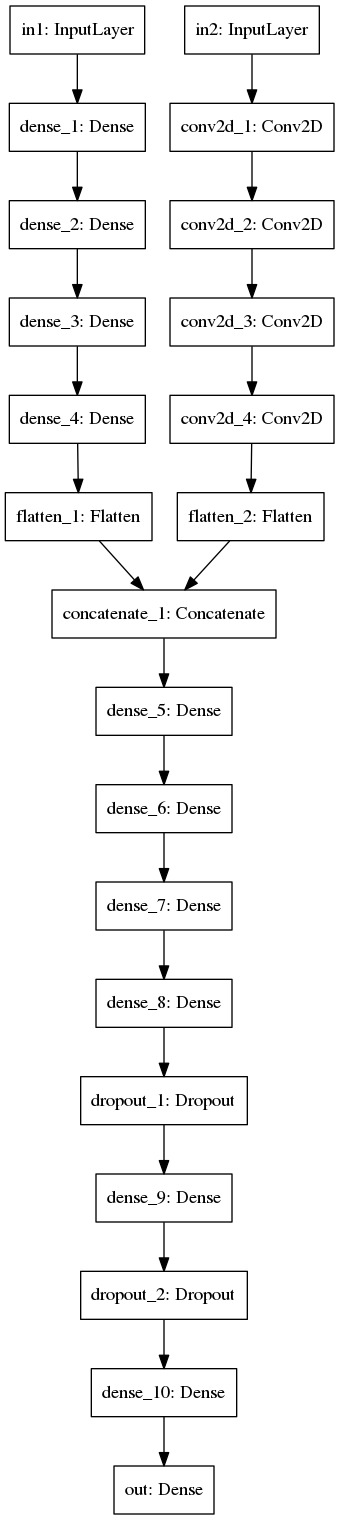 in1: InputLayer
in2: InputLayer
dense_1: Dense
conv2d_1: Conv2D
dense_2: Dense
conv2d_2: Conv2D
dense_3: Dense
conv2d_3: Conv2D
dense_4: Dense
conv2d_4: Conv2D
flatten_1: Flatten
flatten_2: Flatten
concatenate_1: Concatenate
dense_5: Dense
dense_6: Dense
dense_7: Dense
dense_8: Dense
dropout_1: Dropout
dense_9: Dense
dropout_2: Dropout
dense_10: Dense
out: Dense